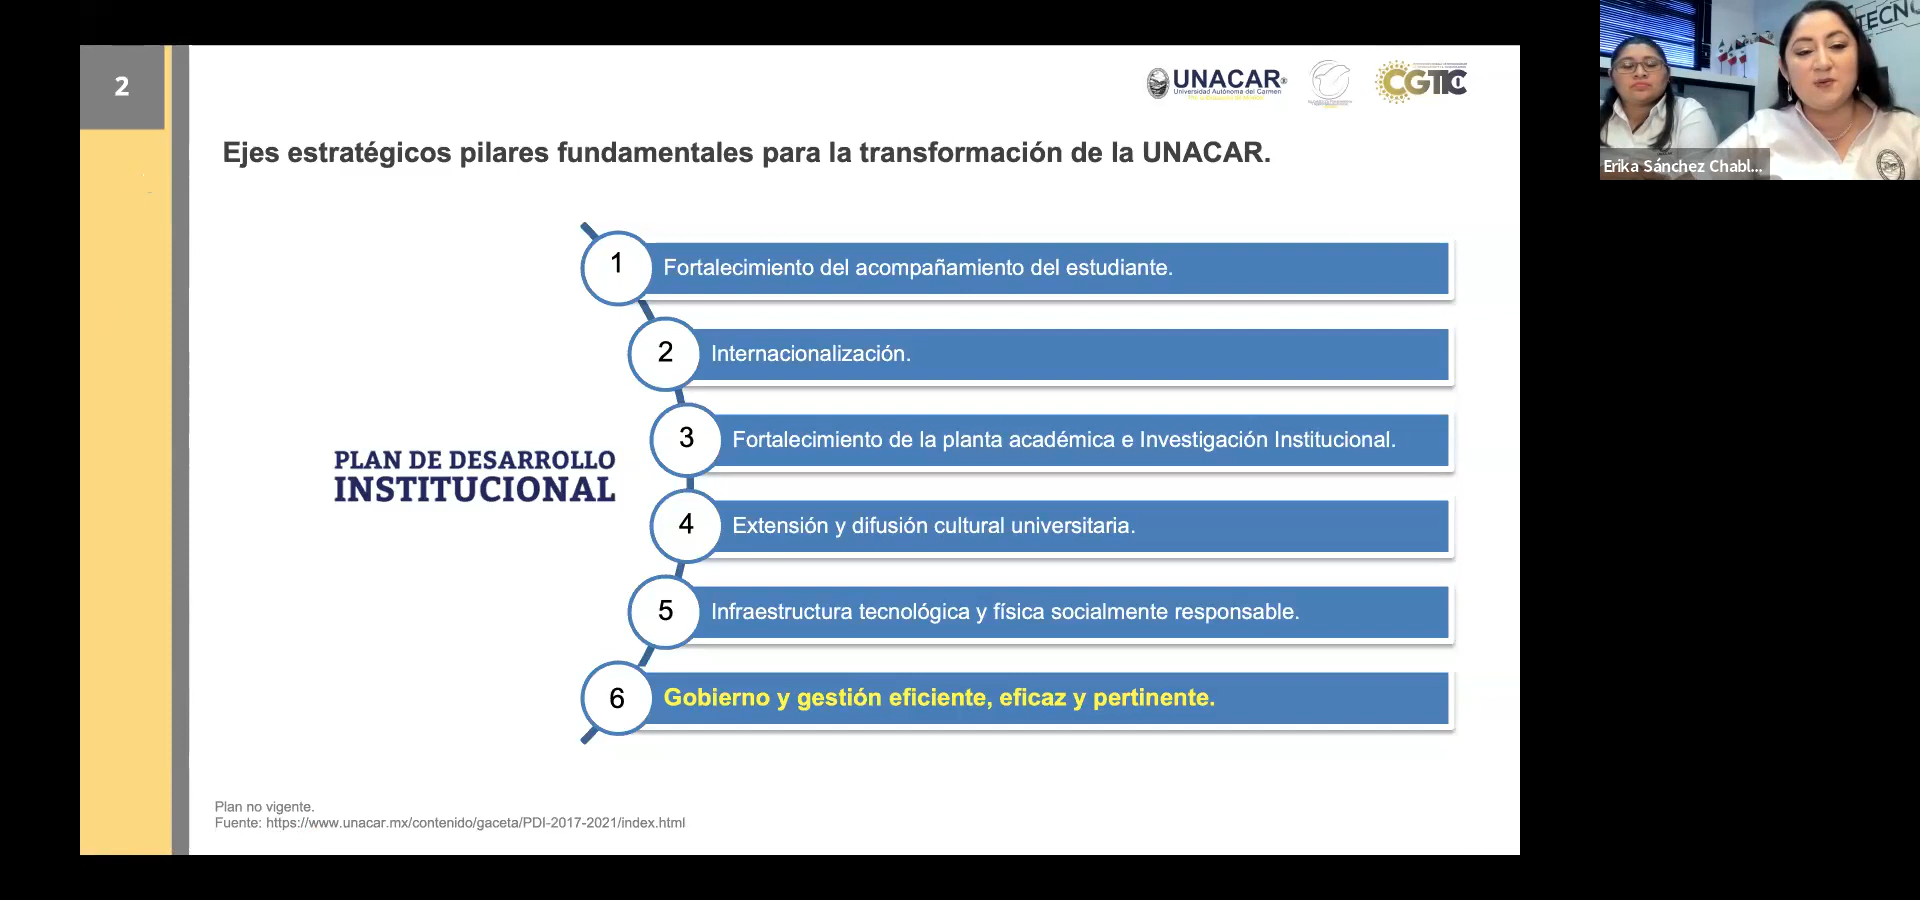 2
UNACAR
Universidad Autónoma del Carmen
CGTIC
TECNO
Erika Sánchez Chabl...
Ejes estratégicos pilares fundamentales para la transformación de la UNACAR.
1
Fortalecimiento del acompañamiento del estudiante.
2
Internacionalización.
3
Fortalecimiento de la planta académica e Investigación Institucional.
PLAN DE DESARROLLO
INSTITUCIONAL
4
Extensión y difusión cultural universitaria.
5
Infraestructura tecnológica y física socialmente responsable.
6
Gobierno y gestión eficiente, eficaz y pertinente.
Plan no vigente.
Fuente: https://www.unacar.mx/contenido/gaceta/PDI-2017-2021/index.html